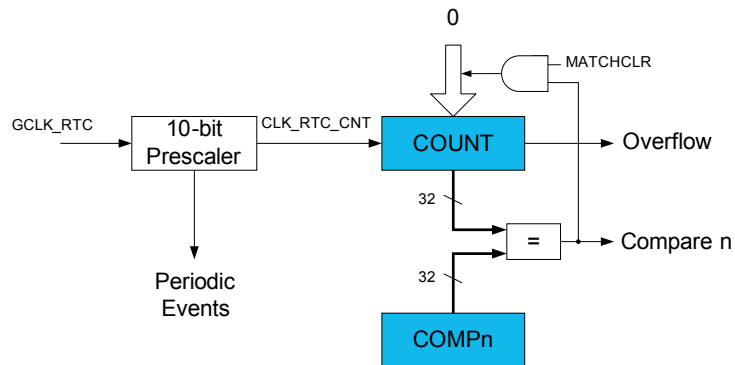 0
MATCHCLR
GCLK_RTC
10-bit
Prescaler
CLK_RTC_CNT
COUNT
Overflow
32
=
Compare n
32
Periodic
Events
COMPn